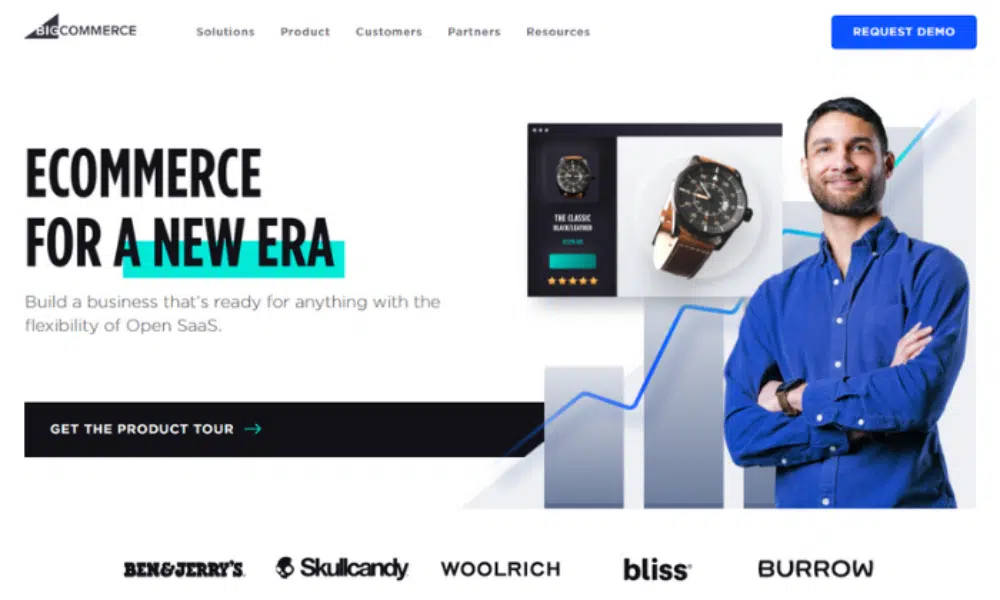 BIGCOMMERCE
Solutions Product Customers Partners Resources
REQUEST DEMO
ECOMMERCE
FOR A NEW ERA
Build a business that's ready for anything with the
flexibility of Open SaaS.
THE CLASSIC
BLACK/LEATHER
GET THE PRODUCT TOUR →
BEN & JERRY'S Skullcandy WOOLRICH bliss BURROW